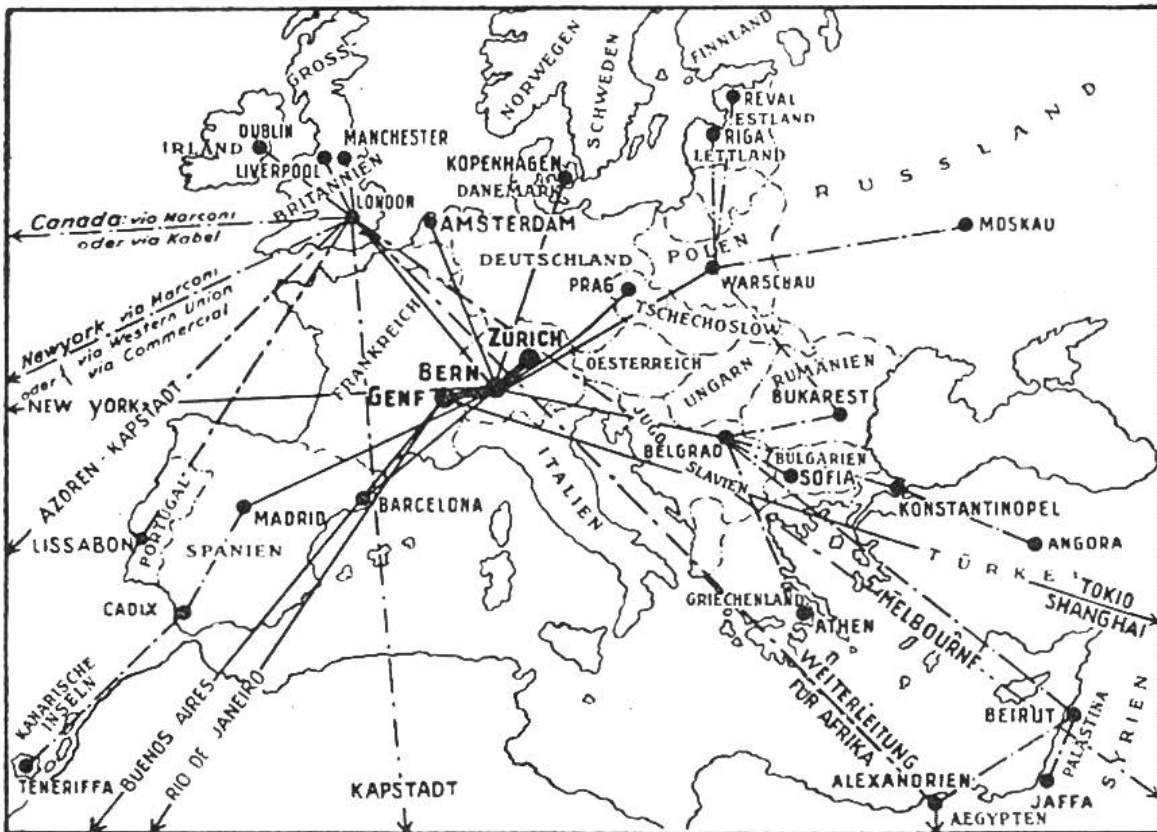 FINNLAND
NORWEGEN
SCHWEDEN
GROSS-
BRITANNIEN
REVAL
ESTLAND
RIGA
LETTLAND
RUSSLAND
DUBLIN
IRLAND
MANCHESTER
LIVERPOOL
KOPENHAGEN
DANEMARK
LONDON
AMSTERDAM
MOSKAU
Canada: via Marconi
oder via Kabel
DEUTSCHLAND
POLEN
WARSCHAU
PRAG
TSCHECHOSLOW.
Newyork via Marconi
oder { via Western Union
via Commercial
FRANKREICH
ZÜRICH
BERN
GENF
OESTERREICH
UNGARN
RUMÄNIEN
BUKAREST
NEW YORK
AZOREN - KAPSTADT
JUGO
SLAVIEN
BELGRAD
BULGARIEN
SOFIA
ITALIEN
KONSTANTINOPEL
PORTUGAL
LISSABON
MADRID
SPANIEN
BARCELONA
ANGORA
TÜRKEI
TOKIO
SHANGHAI
CADIX
GRIECHENLAND
ATHEN
MELBOURNE
KANARISCHE
INSELN
TENERIFFA
BUENOS AIRES
RIO DE JANEIRO
KAPSTADT
WEITERLEITUNG
FÜR AFRIKA
BEIRUT
PALÄSTINA
SYRIEN
ALEXANDRIEN
JAFFA
AEGYPTEN